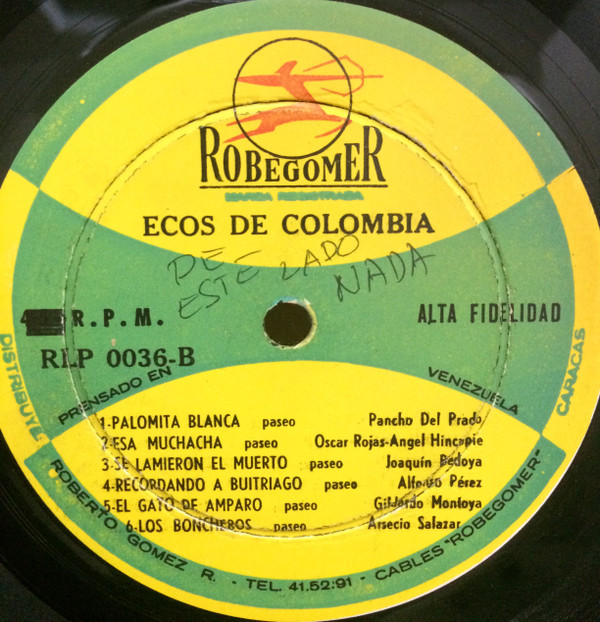 ROBEGOMER
MARCA REGISTRADA
ECOS DE COLOMBIA
DE
ESTE LADO
NADA
R.P.M.
ALTA FIDELIDAD
RLP 0036-B
PRENSADO EN VENEZUELA
1-PALOMITA BLANCA paseo Pancho Del Prado
2-ESA MUCHACHA paseo Oscar Rojas-Angel Hincapie
3-SE LAMIERON EL MUERTO paseo Joaquín Bedoya
4-RECORDANDO A BUITRIAGO paseo Alfonso Pérez
5-EL GATO DE AMPARO paseo Gildardo Montoya
6-LOS BONCHEROS paseo Arsecio Salazar
DISTRIBUYE ROBERTO GOMEZ R. - TEL. 41.52:91 - CABLES "ROBEGOMER" CARACAS